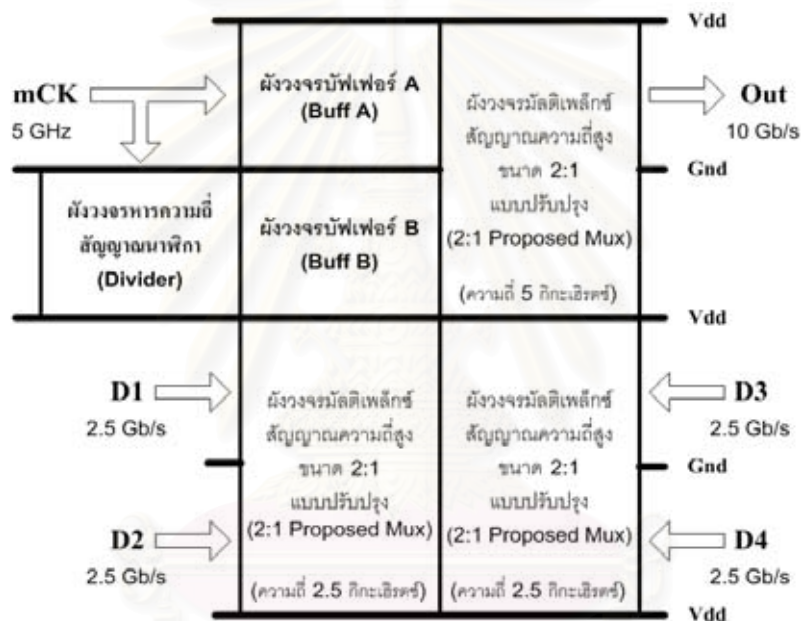 Vdd
mCK
5 GHz
ผังวงจรบัฟเฟอร์ A
(Buff A)
ผังวงจรมัลติเพล็กซ์
สัญญาณความถี่สูง
ขนาด 2:1
แบบปรับปรุง
(2:1 Proposed Mux)
(ความถี่ 5 กิกะเฮิรตซ์)
Out
10 Gb/s
Gnd
ผังวงจรหารความถี่
สัญญาณนาฬิกา
(Divider)
ผังวงจรบัฟเฟอร์ B
(Buff B)
Vdd
D1
2.5 Gb/s
D2
2.5 Gb/s
ผังวงจรมัลติเพล็กซ์
สัญญาณความถี่สูง
ขนาด 2:1
แบบปรับปรุง
(2:1 Proposed Mux)
(ความถี่ 2.5 กิกะเฮิรตซ์)
ผังวงจรมัลติเพล็กซ์
สัญญาณความถี่สูง
ขนาด 2:1
แบบปรับปรุง
(2:1 Proposed Mux)
(ความถี่ 2.5 กิกะเฮิรตซ์)
D3
2.5 Gb/s
Gnd
D4
2.5 Gb/s
Vdd